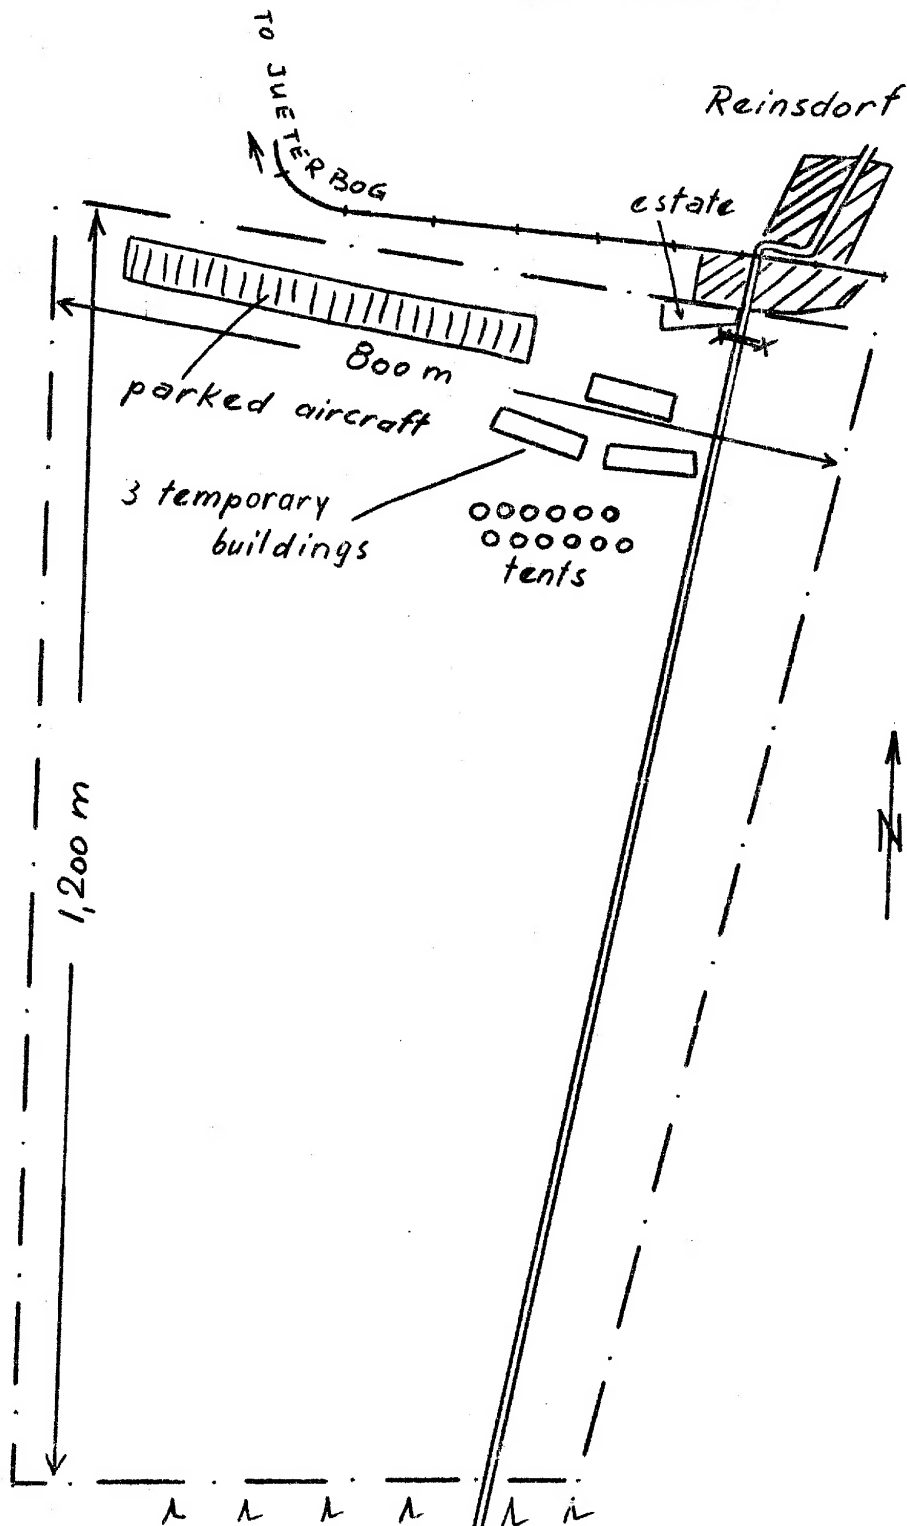 TO JUETERBOG
Reinsdorf
estate
800 m
parked aircraft
3 temporary
buildings
tents
1,200 m
N